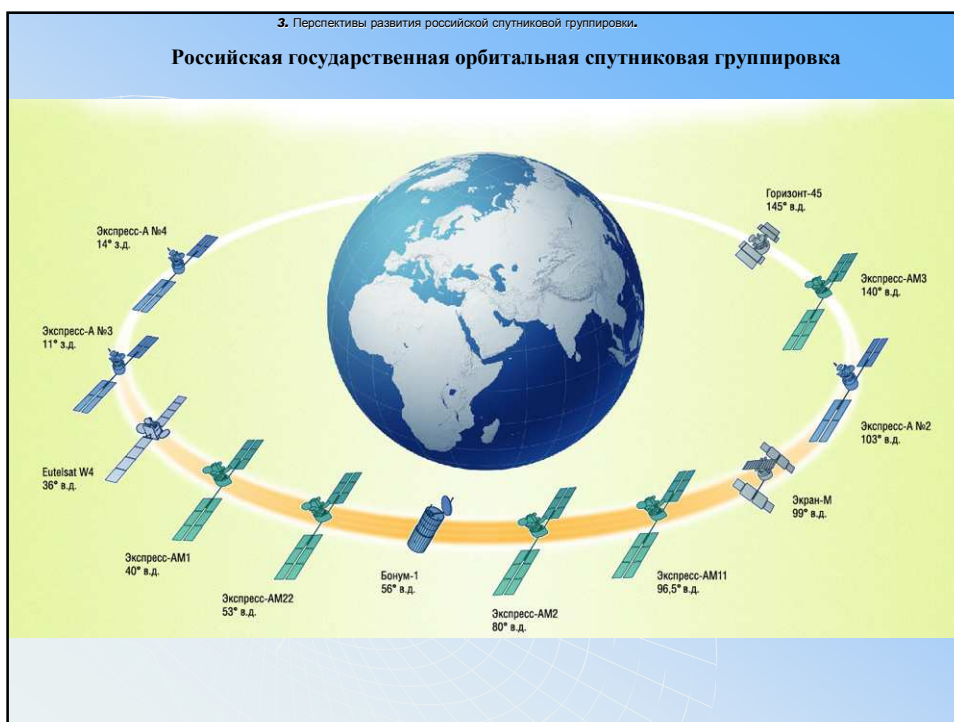 3. Перспективы развития российской спутниковой группировки.
Российская государственная орбитальная спутниковая группировка
Горизонт-45
145° в.д.
Экспресс-А №4
14° з.д.
Экспресс-АМ3
140° в.д.
Экспресс-А №3
11° з.д.
Экспресс-А №2
103° в.д.
Eutelsat W4
36° в.д.
Экран-М
99° в.д.
Экспресс-АМ1
40° в.д.
Экспресс-АМ22
53° в.д.
Бонум-1
56° в.д.
Экспресс-АМ2
80° в.д.
Экспресс-АМ11
96,5° в.д.